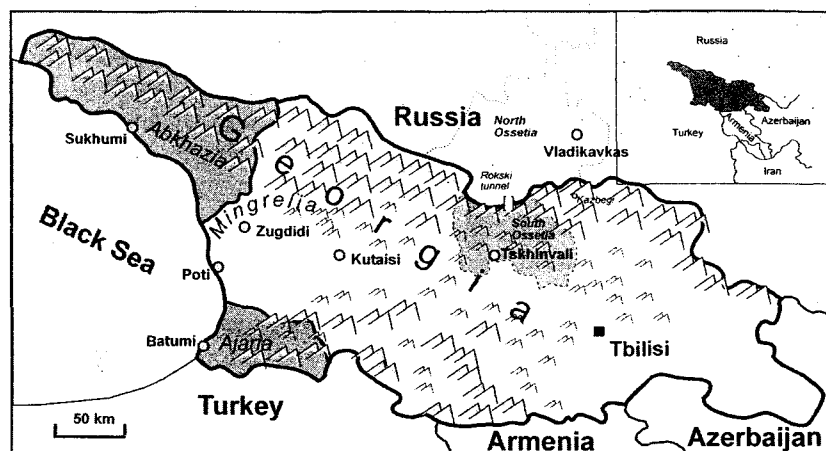 Russia
Turkey
Armenia
Azerbaijan
Iran
Russia
North
Ossetia
Vladikavkas
Rokski
tunnel
Kazbegi
Sukhumi
Abkhazia
Georgia
Mingrelia
Zugdidi
Kutaisi
South
Ossetia
Tskhinvali
Black Sea
Poti
Batumi
Ajaria
Tbilisi
Turkey
50 km
Armenia
Azerbaijan